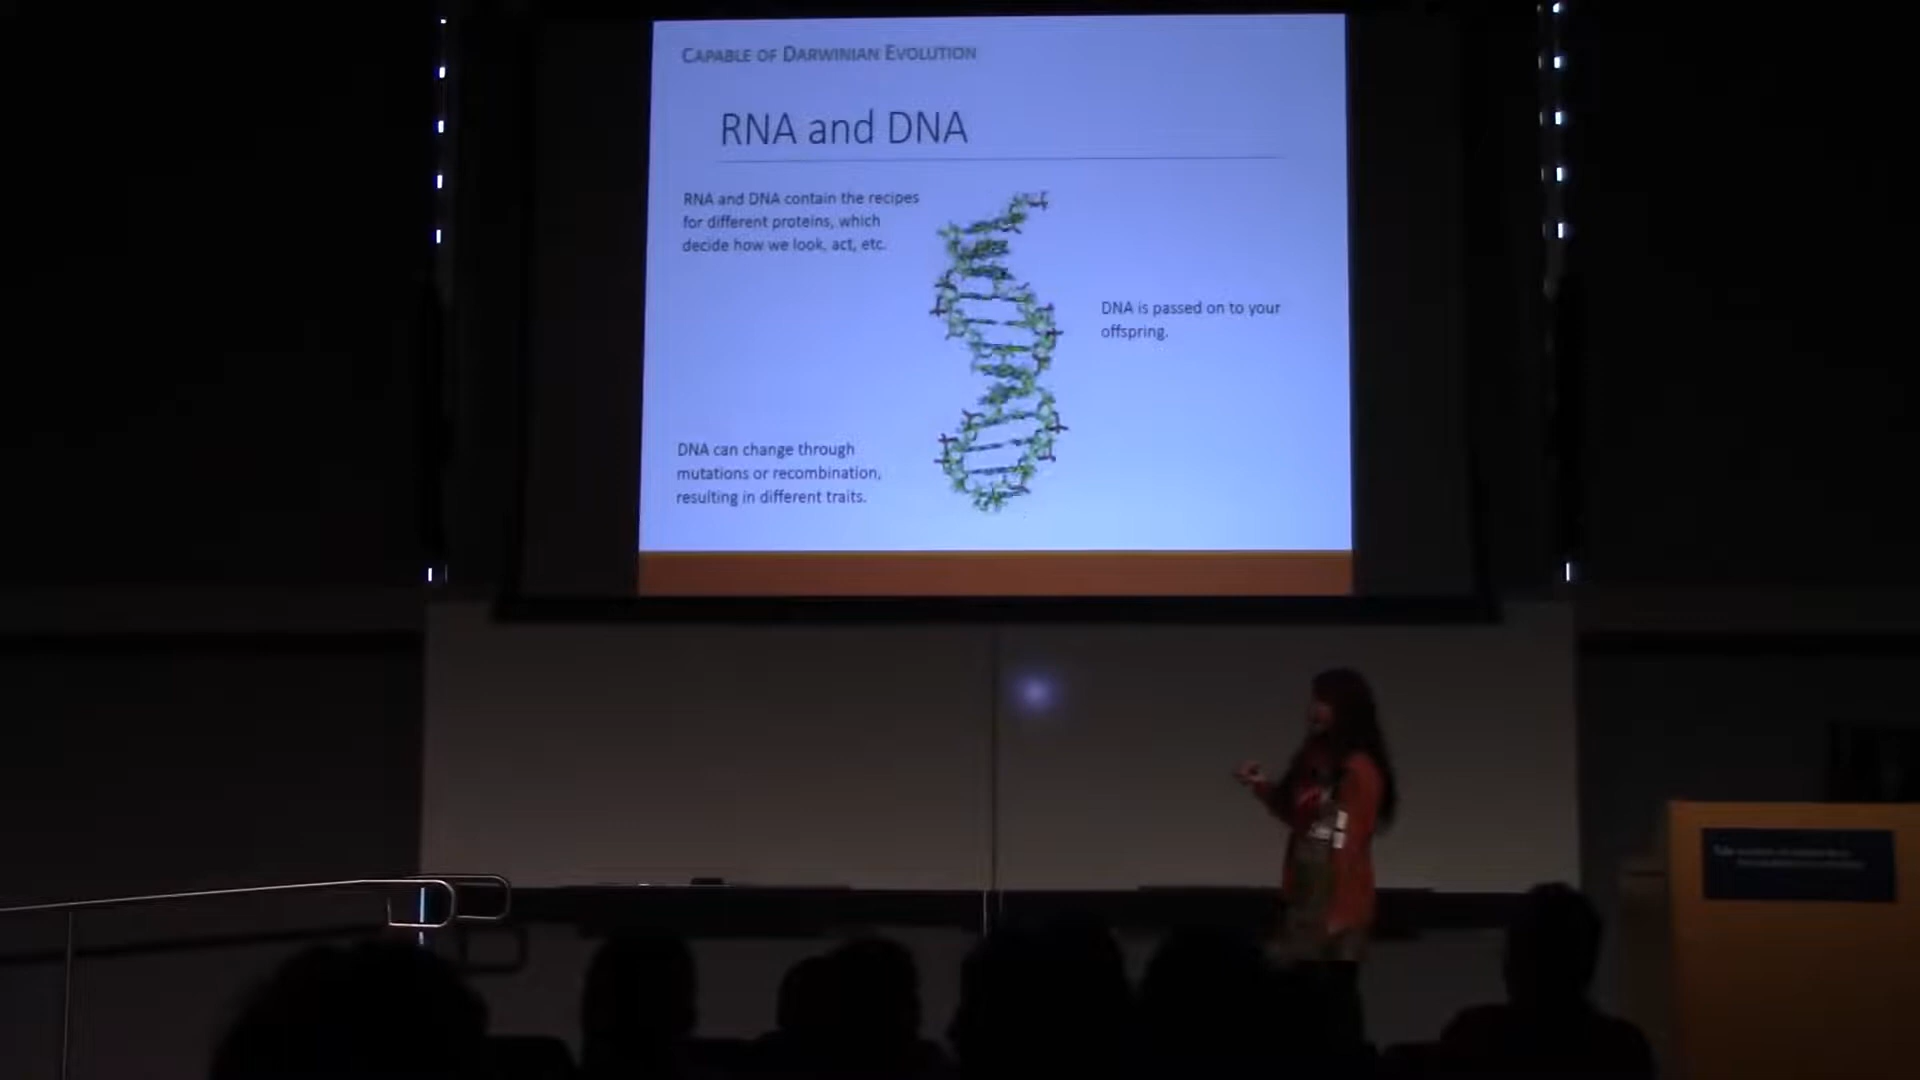 CAPABLE OF DARWINIAN EVOLUTION
RNA and DNA
RNA and DNA contain the recipes
for different proteins, which
decide how we look, act, etc.
DNA is passed on to your
offspring.
DNA can change through
mutations or recombination,
resulting in different traits.